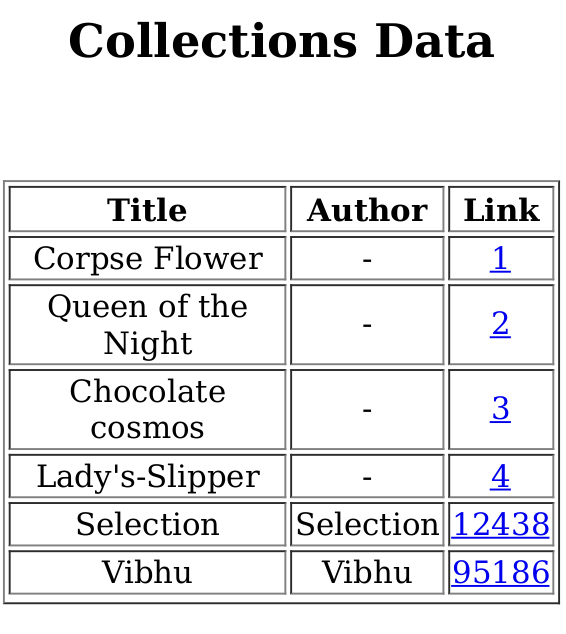 Collections Data
Title Author Link
Corpse Flower - 1
Queen of the
Night - 2
Chocolate
cosmos - 3
Lady's-Slipper - 4
Selection Selection 12438
Vibhu Vibhu 95186